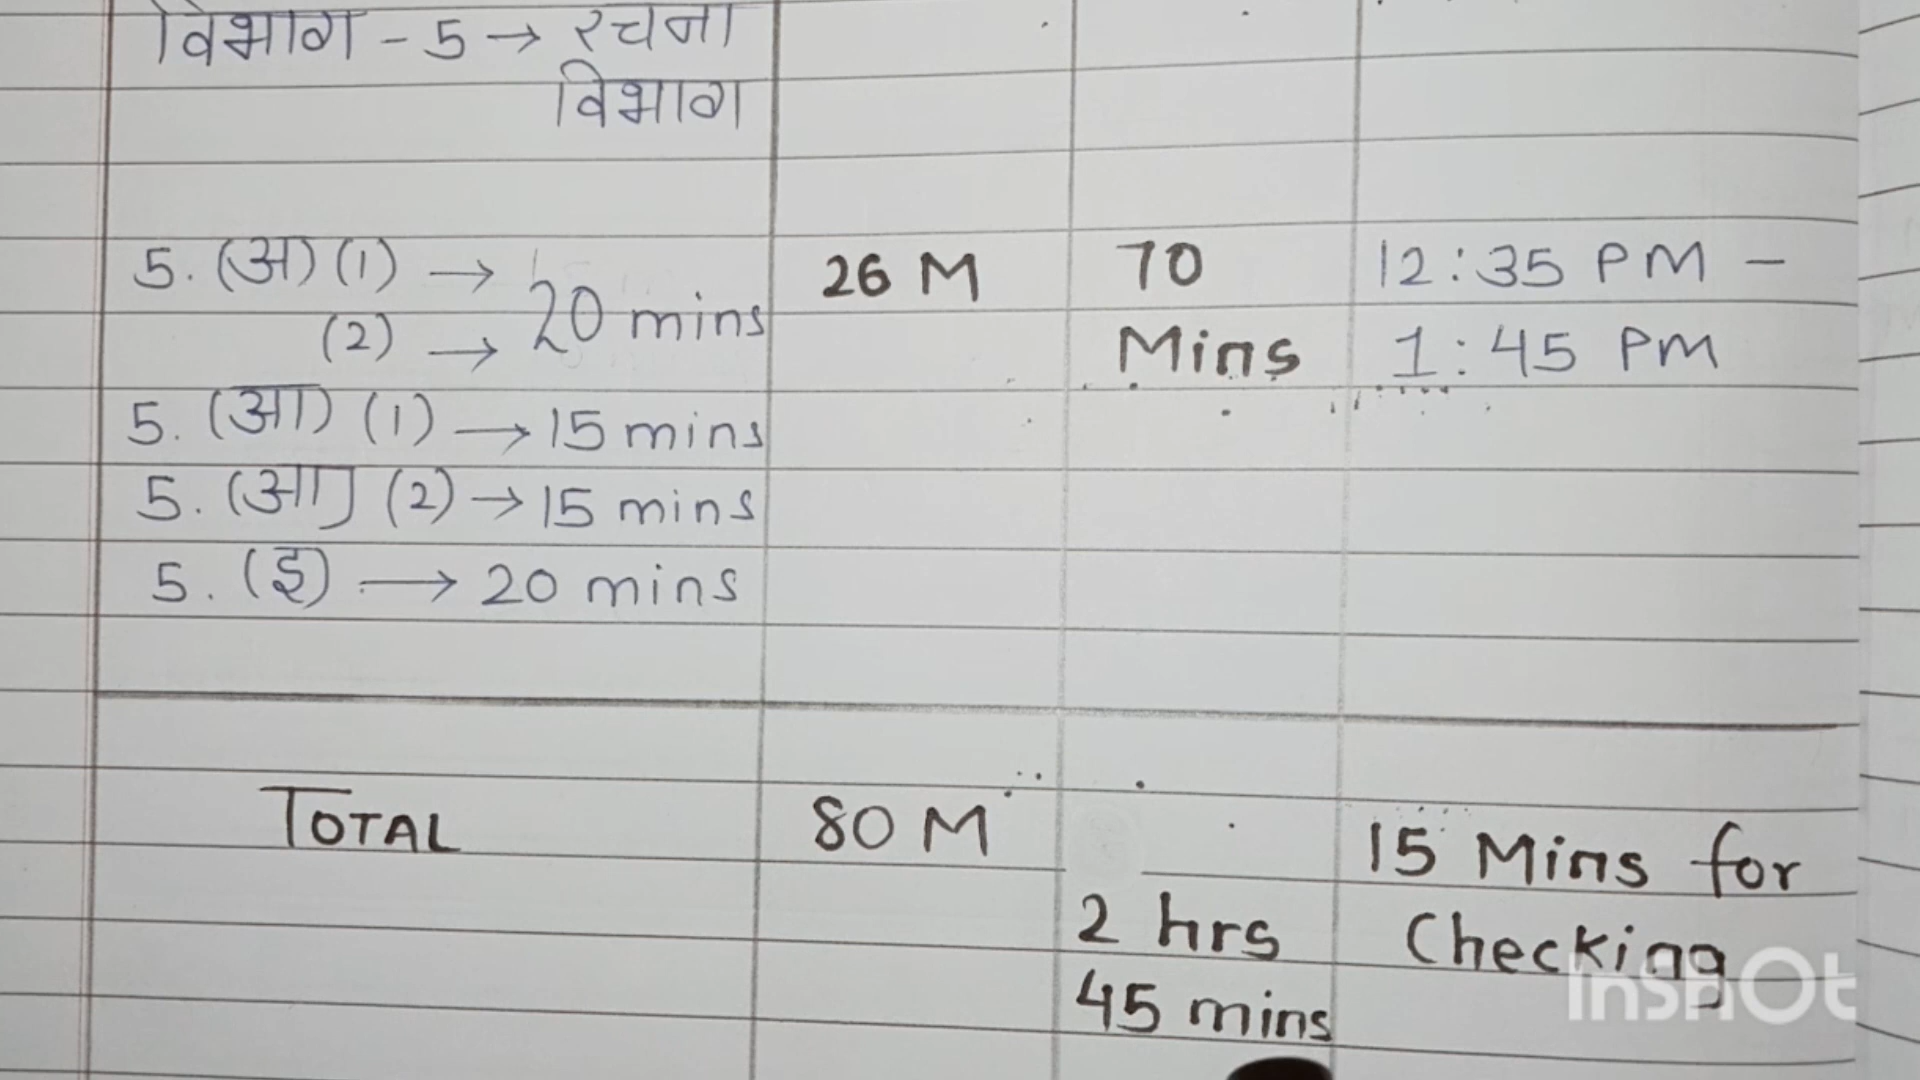 विभाग - 5 → रचना
विभाग
5. (अ) (1) →
(2) → 20 mins
26 M
70
Mins
12:35 PM -
1:45 PM
5. (आ) (1) → 15 mins
5. (आ) (2) → 15 mins
5. (इ) → 20 mins
TOTAL
80 M
2 hrs
45 mins
15 Mins for
Checking
InShOt